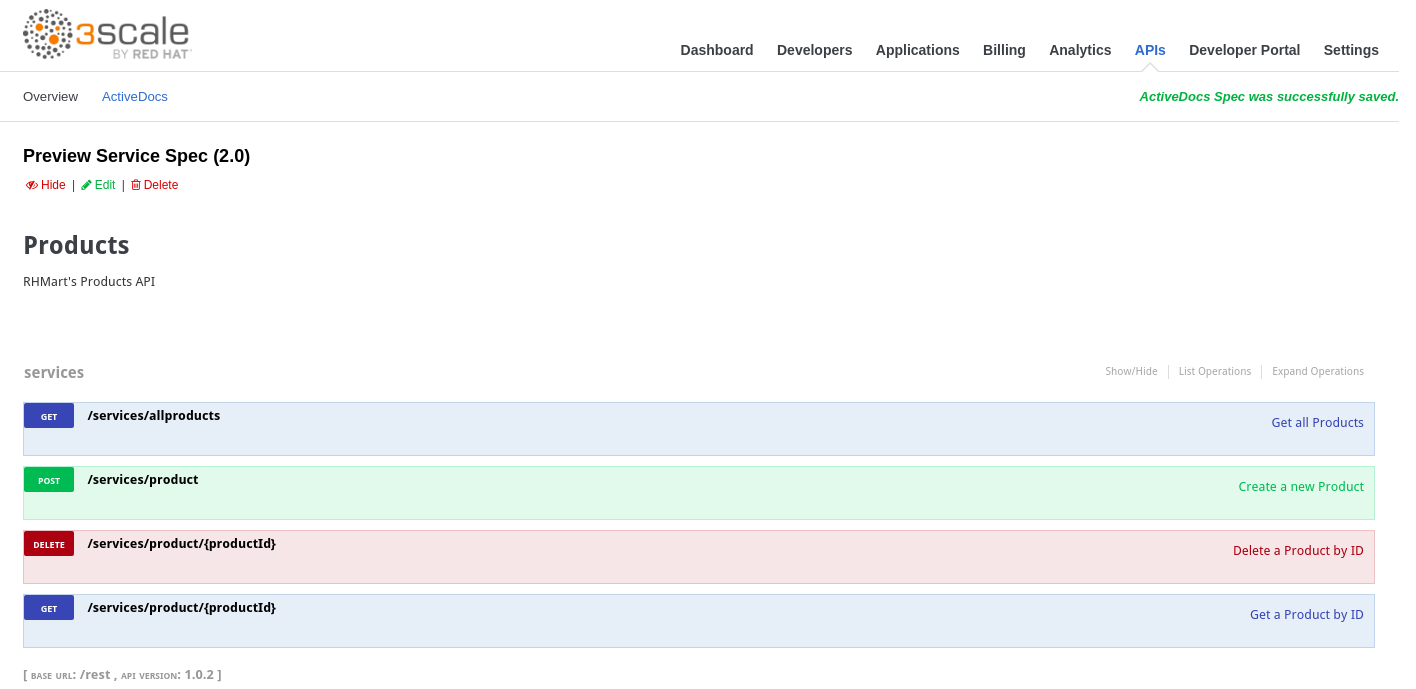 3scale
BY RED HAT
Dashboard Developers Applications Billing Analytics APIs Developer Portal Settings
Overview ActiveDocs ActiveDocs Spec was successfully saved.
Preview Service Spec (2.0)
Hide | Edit | Delete
Products
RHMart's Products API
services Show/Hide List Operations Expand Operations
GET /services/allproducts Get all Products
POST /services/product Create a new Product
DELETE /services/product/{productId} Delete a Product by ID
GET /services/product/{productId} Get a Product by ID
[ BASE URL: /rest , API VERSION: 1.0.2 ]